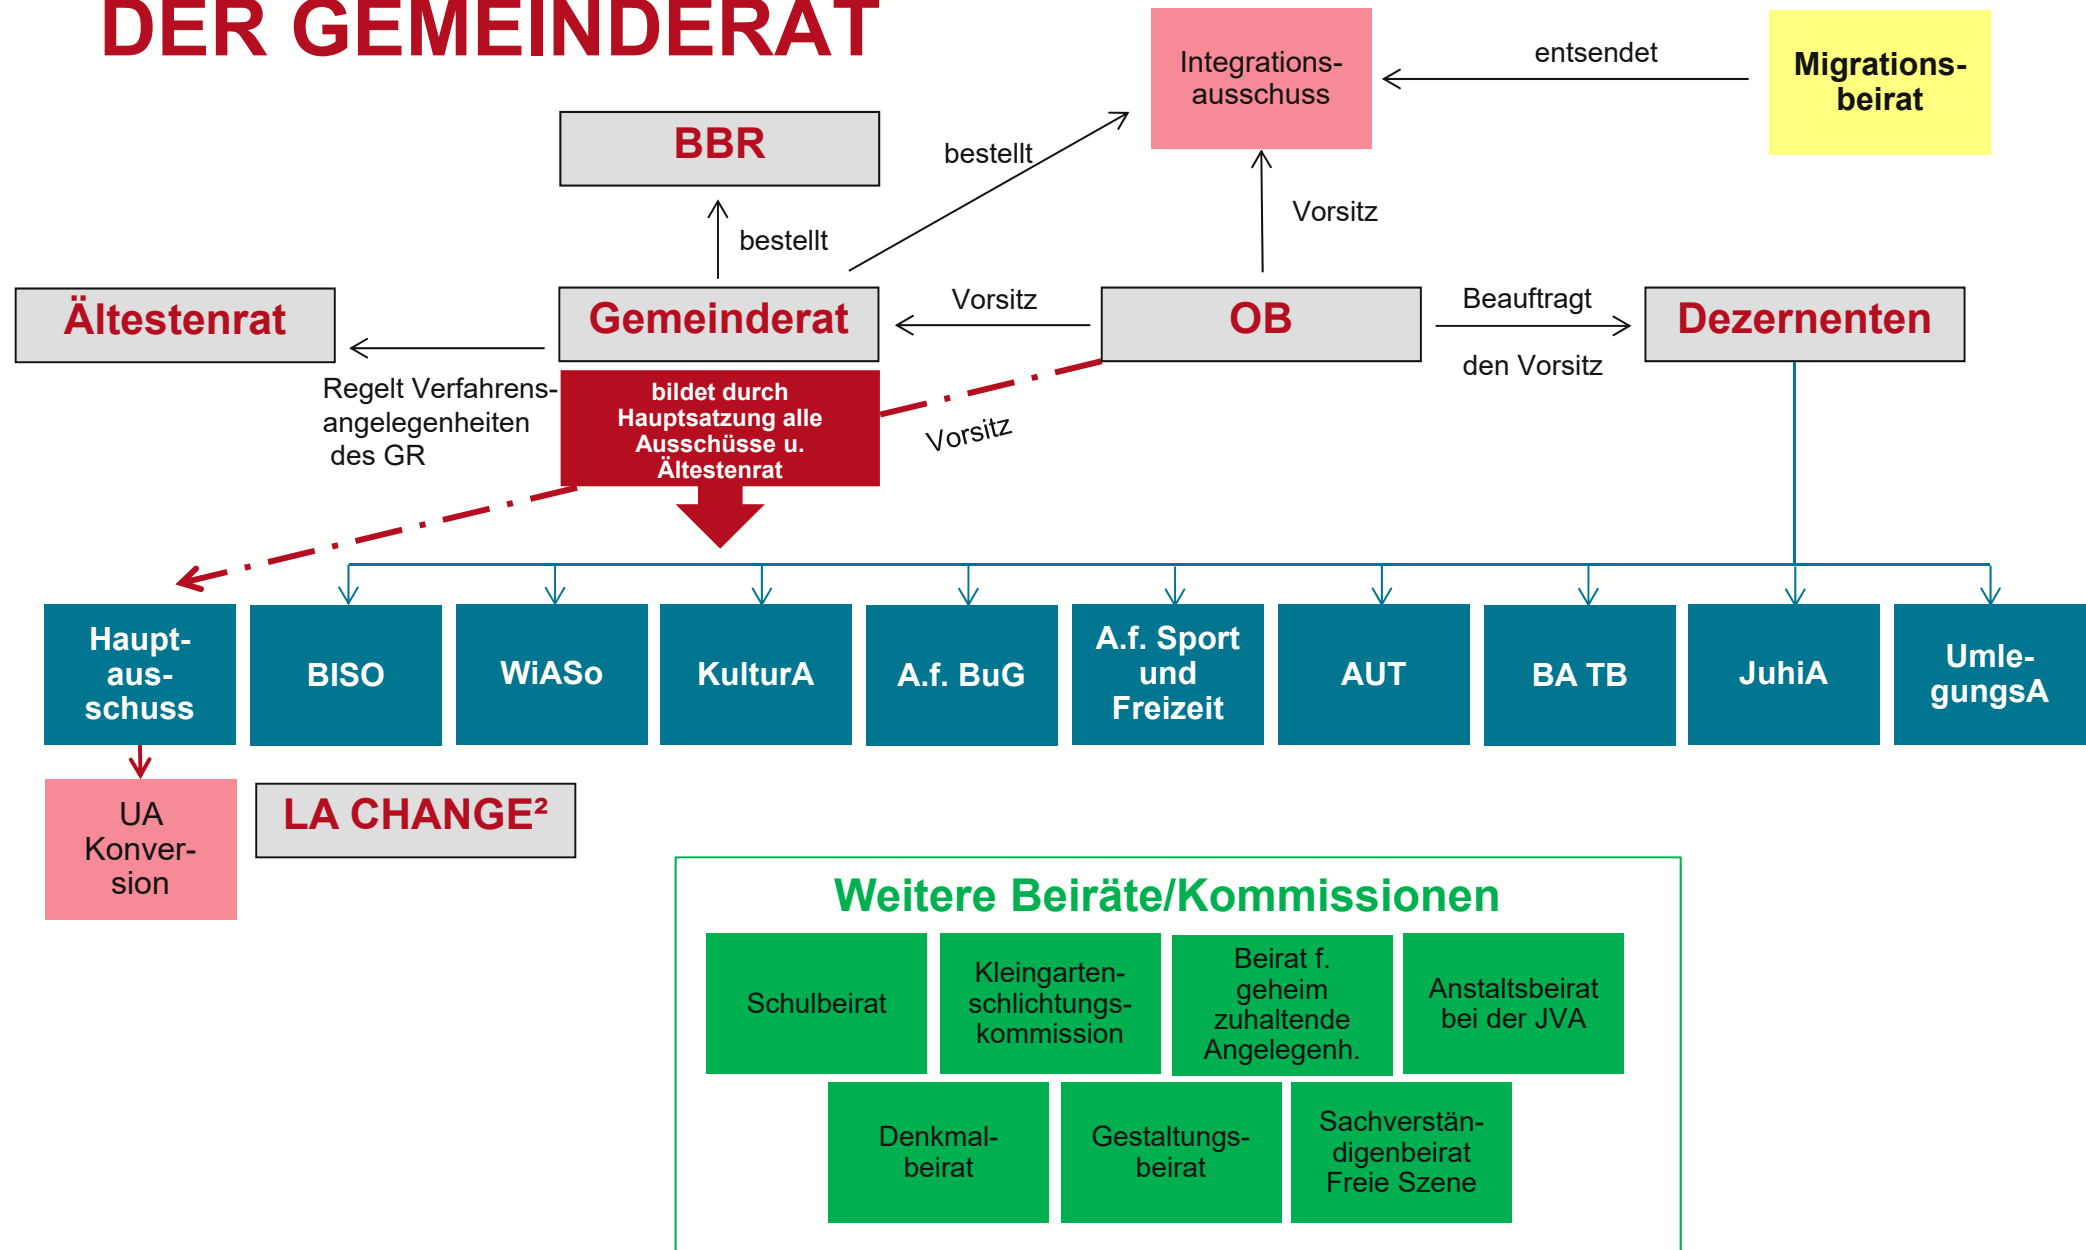 DER GEMEINDERAT
Integrations-
ausschuss
entsendet
Migrations-
beirat
BBR
bestellt
bestellt
Vorsitz
Ältestenrat
Gemeinderat
Vorsitz
OB
Beauftragt
den Vorsitz
Dezernenten
Regelt Verfahrens-
angelegenheiten
des GR
bildet durch
Hauptsatzung alle
Ausschüsse u.
Ältestenrat
Vorsitz
Haupt-
aus-
schuss
BISO
WiASo
KulturA
A.f. BuG
A.f. Sport
und
Freizeit
AUT
BA TB
JuhiA
Umle-
gungsA
UA
Konver-
sion
LA CHANGE²
Weitere Beiräte/Kommissionen
Schulbeirat
Kleingarten-
schlichtungs-
kommission
Beirat f.
geheim
zuhaltende
Angelegenh.
Anstaltsbeirat
bei der JVA
Denkmal-
beirat
Gestaltungs-
beirat
Sachverstän-
digenbeirat
Freie Szene